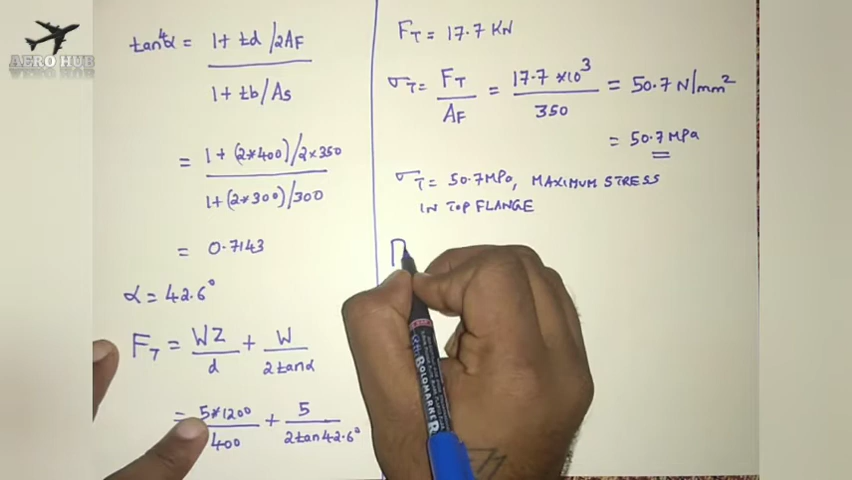 AERO HUB
tan⁴α = 1 + td/2AF
1 + tb/As
= 1 + (2*400)/2×350
1 + (2*300)/300
= 0.7143
α = 42.6°
FT = WZ/d + W/2tanα
= 5*1200/400 + 5/2tan42.6°
FT = 17.7 KN
σT = FT/AF = 17.7*10³/350 = 50.7 N/mm²
= 50.7 MPa
σT = 50.7 MPa, MAXIMUM STRESS
IN TOP FLANGE